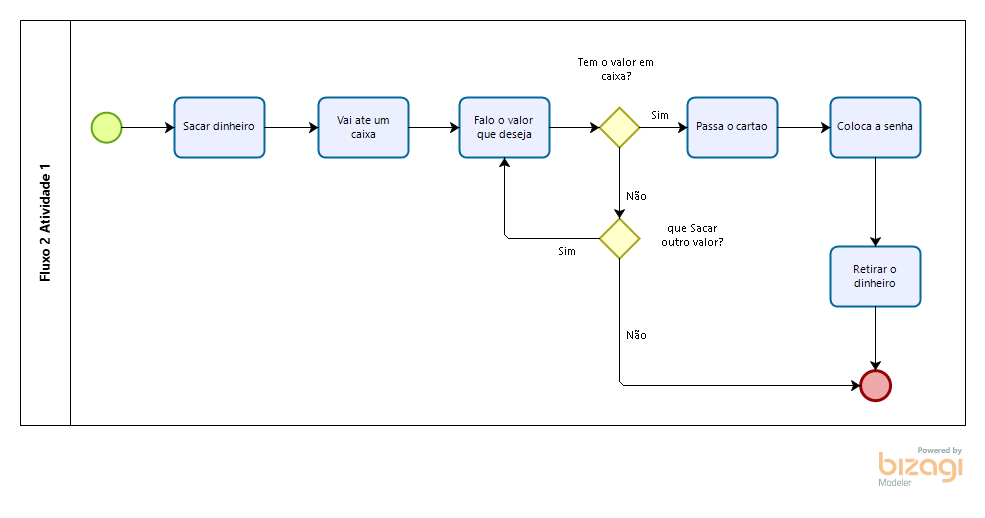 Fluxo 2 Atividade 1
Sacar dinheiro
Vai ate um
caixa
Falo o valor
que deseja
Tem o valor em
caixa?
Sim
Passa o cartao
Coloca a senha
Não
que Sacar
outro valor?
Sim
Retirar o
dinheiro
Não
Powered by
bizagi
Modeler